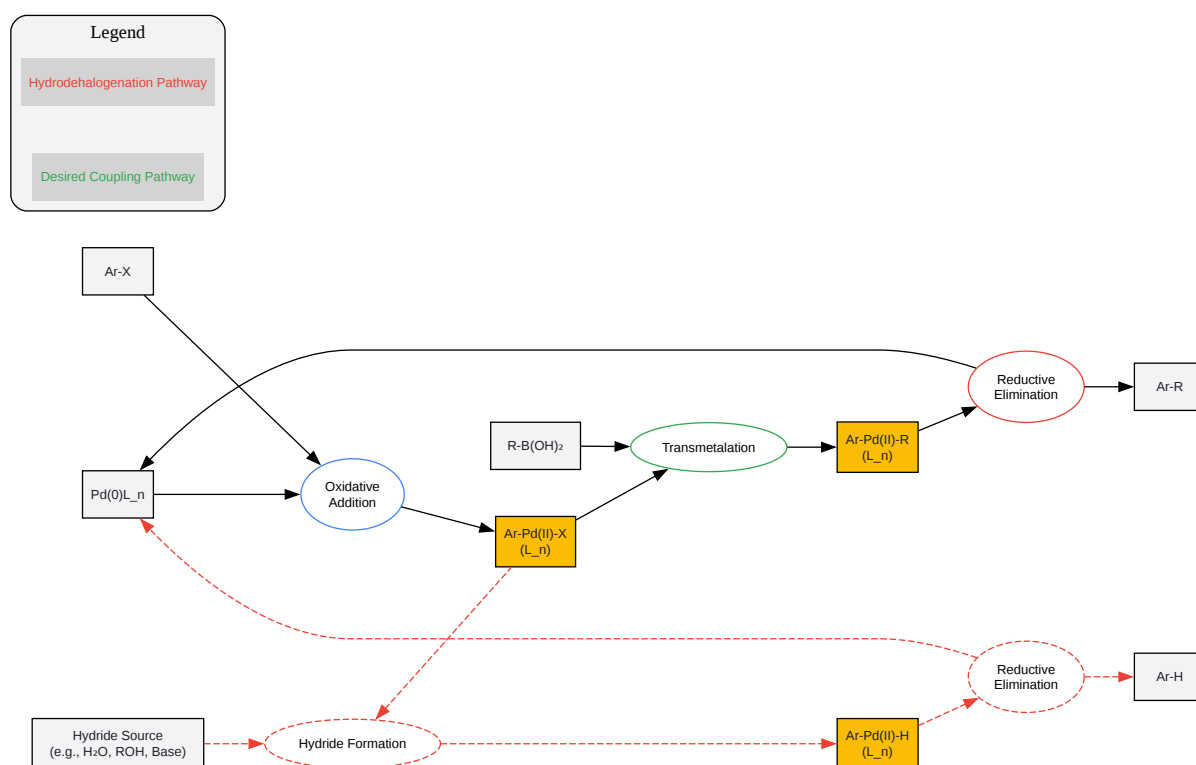 Legend
Hydrodehalogenation Pathway
Desired Coupling Pathway
Ar-X
Reductive
Elimination
Ar-R
R-B(OH)₂
Transmetalation
Ar-Pd(II)-R
(L_n)
Pd(0)L_n
Oxidative
Addition
Ar-Pd(II)-X
(L_n)
Reductive
Elimination
Ar-H
Hydride Source
(e.g., H₂O, ROH, Base)
Hydride Formation
Ar-Pd(II)-H
(L_n)